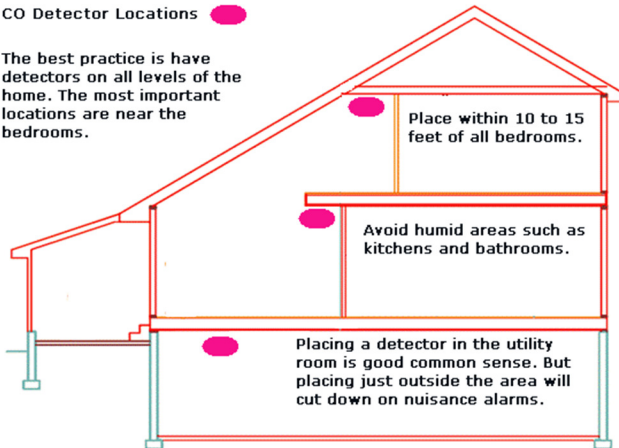 CO Detector Locations
The best practice is have
detectors on all levels of the
home. The most important
locations are near the
bedrooms.
Place within 10 to 15
feet of all bedrooms.
Avoid humid areas such as
kitchens and bathrooms.
Placing a detector in the utility
room is good common sense. But
placing just outside the area will
cut down on nuisance alarms.